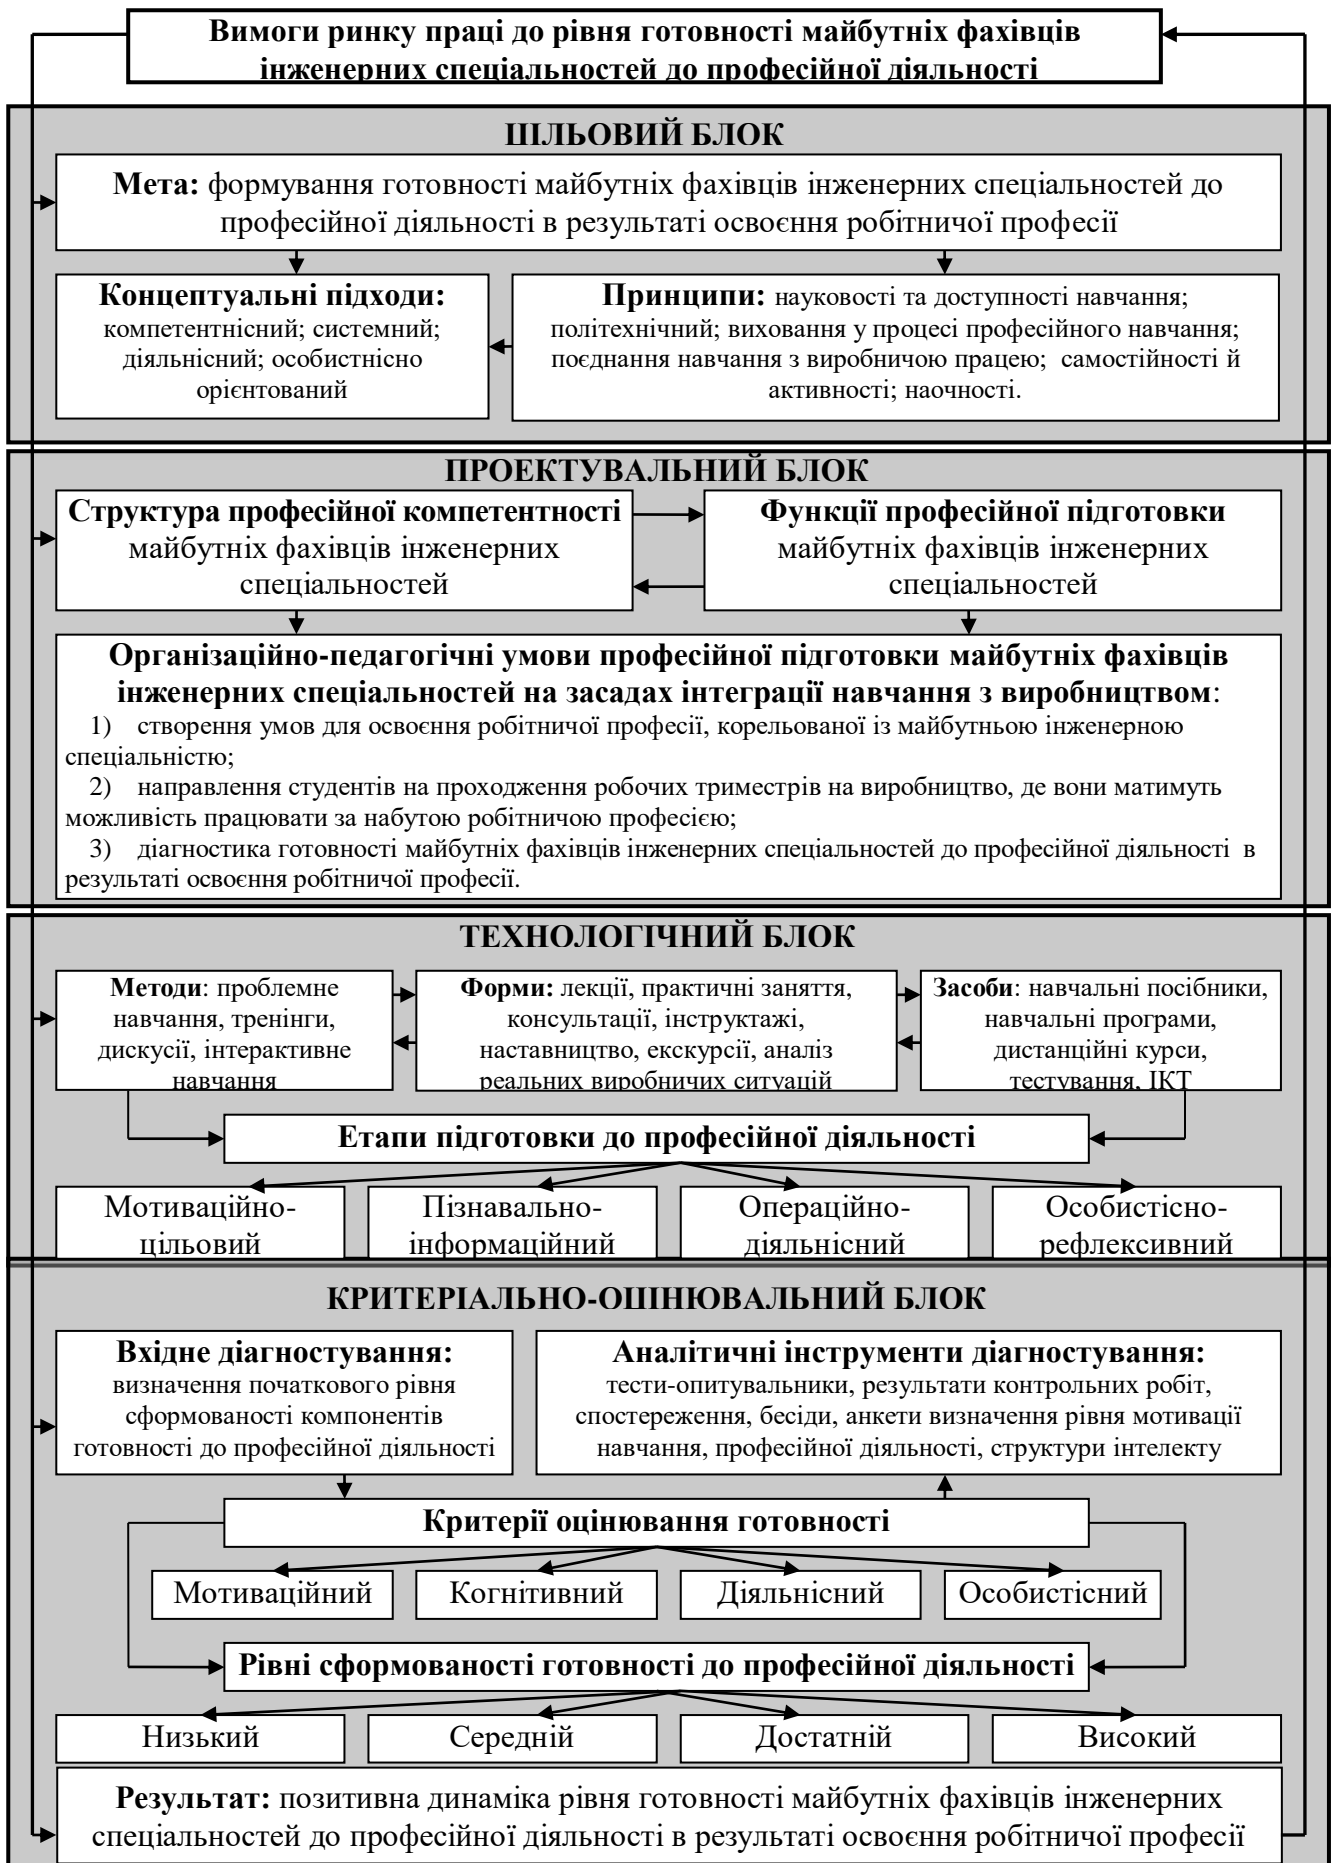 Вимоги ринку праці до рівня готовності майбутніх фахівців
інженерних спеціальностей до професійної діяльності
ЦІЛЬОВИЙ БЛОК
Мета: формування готовності майбутніх фахівців інженерних спеціальностей до
професійної діяльності в результаті освоєння робітничої професії
Концептуальні підходи:
компетентнісний; системний;
діяльнісний; особистнісно
орієнтований
Принципи: науковості та доступності навчання;
політехнічний; виховання у процесі професійного навчання;
поєднання навчання з виробничою працею; самостійності й
активності; наочності.
ПРОЕКТУВАЛЬНИЙ БЛОК
Структура професійної компетентності
майбутніх фахівців інженерних
спеціальностей
Функції професійної підготовки
майбутніх фахівців інженерних
спеціальностей
Організаційно-педагогічні умови професійної підготовки майбутніх фахівців
інженерних спеціальностей на засадах інтеграції навчання з виробництвом:
1) створення умов для освоєння робітничої професії, корельованої із майбутньою інженерною
спеціальністю;
2) направлення студентів на проходження робочих триместрів на виробництво, де вони матимуть
можливість працювати за набутою робітничою професією;
3) діагностика готовності майбутніх фахівців інженерних спеціальностей до професійної діяльності в
результаті освоєння робітничої професії.
ТЕХНОЛОГІЧНИЙ БЛОК
Методи: проблемне
навчання, тренінги,
дискусії, інтерактивне
навчання
Форми: лекції, практичні заняття,
консультації, інструктажі,
наставництво, екскурсії, аналіз
реальних виробничих ситуацій
Засоби: навчальні посібники,
навчальні програми,
дистанційні курси,
тестування, ІКТ
Етапи підготовки до професійної діяльності
Мотиваційно-
цільовий
Пізнавально-
інформаційний
Операційно-
діяльнісний
Особистісно-
рефлексивний
КРИТЕРІАЛЬНО-ОЦІНЮВАЛЬНИЙ БЛОК
Вхідне діагностування:
визначення початкового рівня
сформованості компонентів
готовності до професійної діяльності
Аналітичні інструменти діагностування:
тести-опитувальники, результати контрольних робіт,
спостереження, бесіди, анкети визначення рівня мотивації
навчання, професійної діяльності, структури інтелекту
Критерії оцінювання готовності
Мотиваційний
Когнітивний
Діяльнісний
Особистісний
Рівні сформованості готовності до професійної діяльності
Низький
Середній
Достатній
Високий
Результат: позитивна динаміка рівня готовності майбутніх фахівців інженерних
спеціальностей до професійної діяльності в результаті освоєння робітничої професії